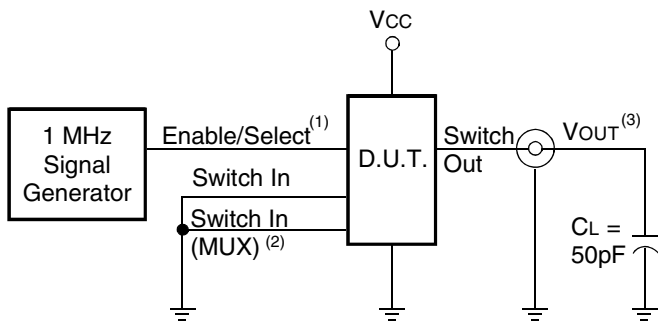 VCC
1 MHz
Signal
Generator
Enable/Select(1)
Switch In
Switch In
(MUX) (2)
D.U.T.
Switch
Out
VOUT(3)
CL =
50pF